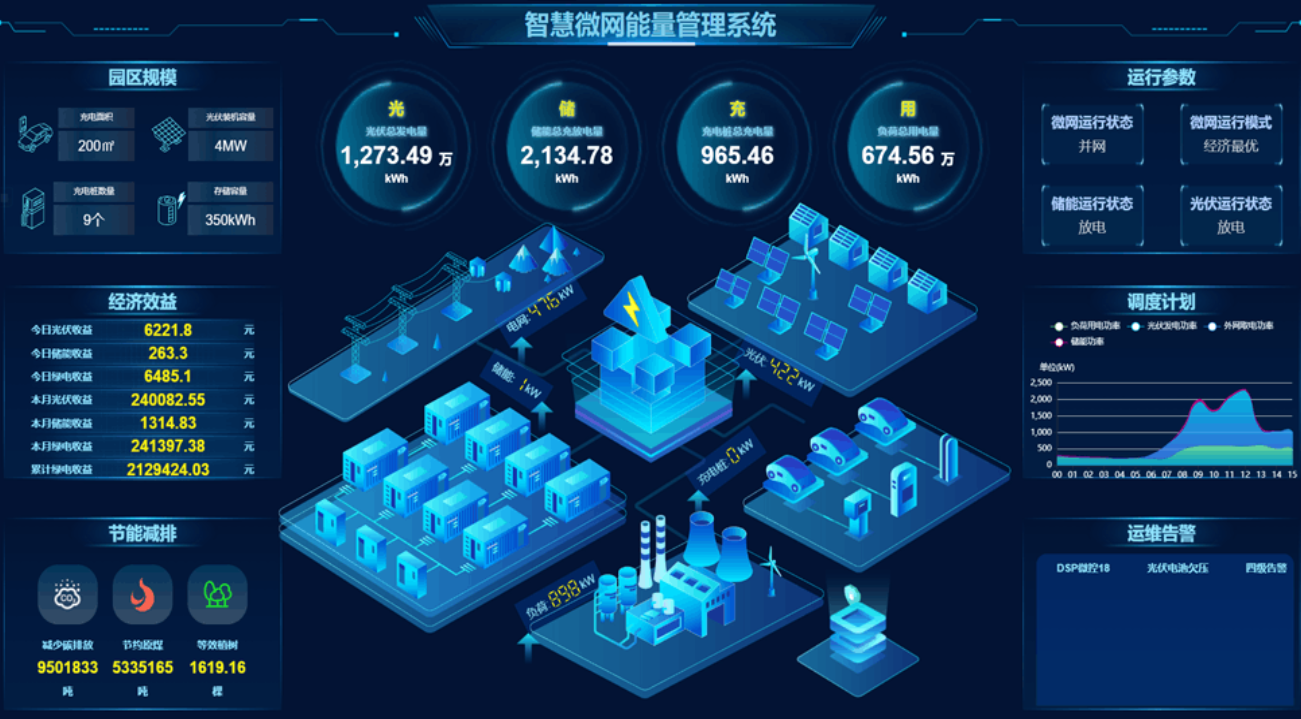 智慧微网能量管理系统
园区规模
充电面积
200㎡
光伏装机容量
4MW
充电桩数量
9个
存储容量
350kWh
经济效益
今日光伏收益 6221.8 元
今日储能收益 263.3 元
今日绿电收益 6485.1 元
本月光伏收益 240082.55 元
本月储能收益 1314.83 元
本月绿电收益 241397.38 元
累计绿电收益 2129424.03 元
节能减排
CO₂
减少碳排放
9501833
吨
节约原煤
5335165
吨
等效植树
1619.16
棵
光
光伏总发电量
1,273.49 万
kWh
储
储能总充放电量
2,134.78
kWh
充
充电桩总充电量
965.46
kWh
用
负荷总用电量
674.56 万
kWh
电网: 476 kW
储能: 1 kW
光伏: 422 kW
充电桩: 0 kW
负荷: 898 kW
运行参数
微网运行状态
并网
微网运行模式
经济最优
储能运行状态
放电
光伏运行状态
放电
调度计划
负荷用电功率 光伏发电功率 外网取电功率
储能功率
单位(kW)
2,500
2,000
1,500
1,000
500
0
00 01 02 03 04 05 06 07 08 09 10 11 12 13 14 15
运维告警
DSP微控18 光伏电池欠压 四级告警